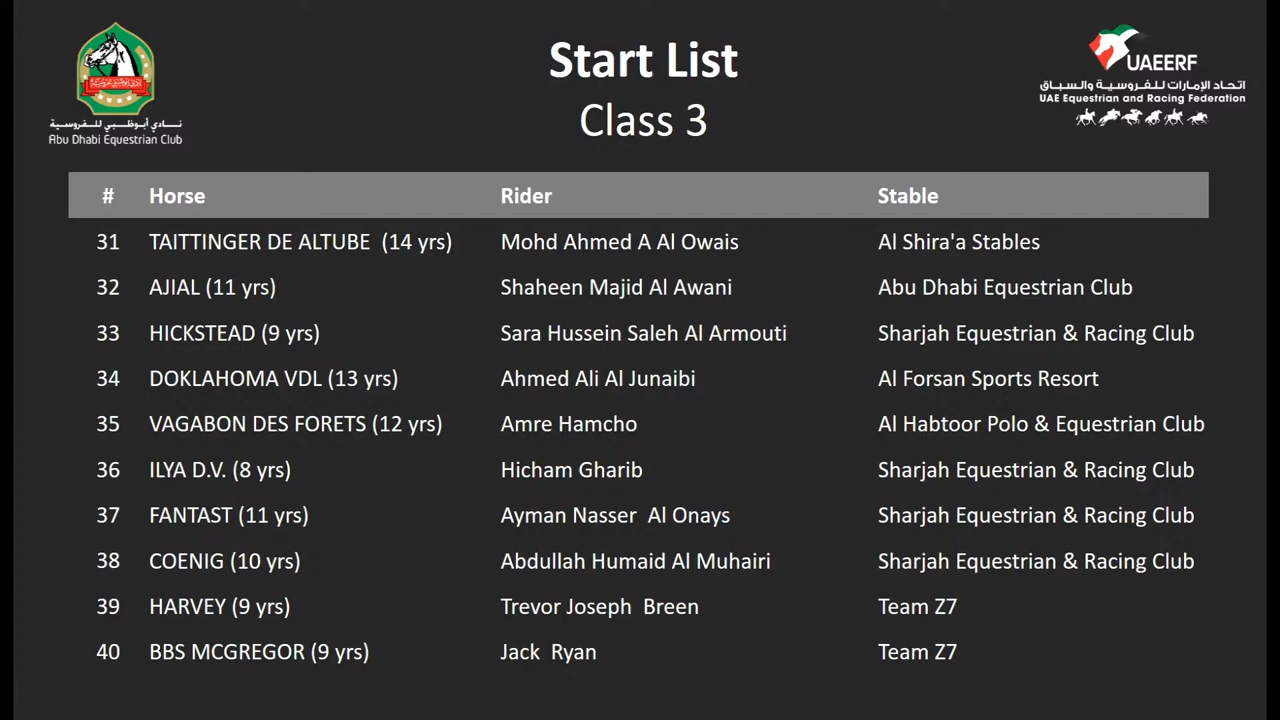 نادي أبوظبي للفروسية
Abu Dhabi Equestrian Club
Start List
Class 3
UAEERF
اتحاد الإمارات للفروسية والسباق
UAE Equestrian and Racing Federation
# Horse Rider Stable
31 TAITTINGER DE ALTUBE (14 yrs) Mohd Ahmed A Al Owais Al Shira'a Stables
32 AJIAL (11 yrs) Shaheen Majid Al Awani Abu Dhabi Equestrian Club
33 HICKSTEAD (9 yrs) Sara Hussein Saleh Al Armouti Sharjah Equestrian & Racing Club
34 DOKLAHOMA VDL (13 yrs) Ahmed Ali Al Junaibi Al Forsan Sports Resort
35 VAGABON DES FORETS (12 yrs) Amre Hamcho Al Habtoor Polo & Equestrian Club
36 ILYA D.V. (8 yrs) Hicham Gharib Sharjah Equestrian & Racing Club
37 FANTAST (11 yrs) Ayman Nasser Al Onays Sharjah Equestrian & Racing Club
38 COENIG (10 yrs) Abdullah Humaid Al Muhairi Sharjah Equestrian & Racing Club
39 HARVEY (9 yrs) Trevor Joseph Breen Team Z7
40 BBS MCGREGOR (9 yrs) Jack Ryan Team Z7